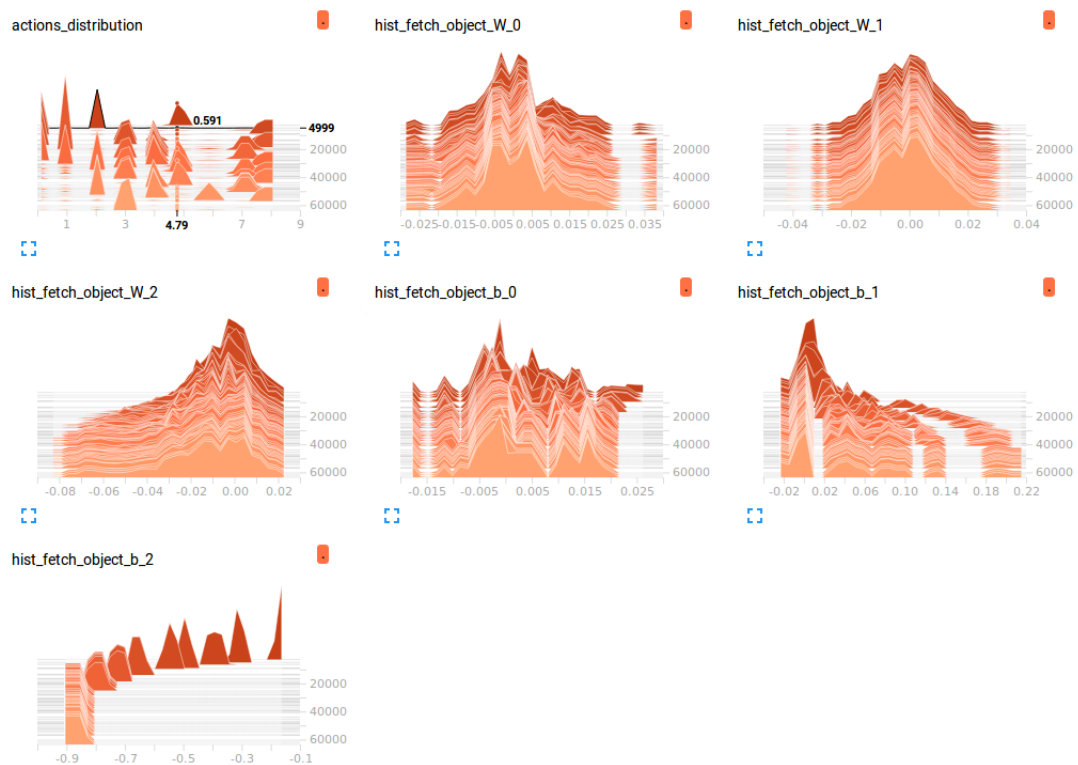 actions_distribution
hist_fetch_object_W_0
hist_fetch_object_W_1
0.591
4999
20000
40000
60000
1 3 7 9
4.79
20000
40000
60000
-0.025 -0.015 -0.005 0.005 0.015 0.025 0.035
20000
40000
60000
-0.04 -0.02 0.00 0.02 0.04
hist_fetch_object_W_2
hist_fetch_object_b_0
hist_fetch_object_b_1
20000
40000
60000
-0.08 -0.06 -0.04 -0.02 0.00 0.02
20000
40000
60000
-0.015 -0.005 0.005 0.015 0.025
20000
40000
60000
-0.02 0.02 0.06 0.10 0.14 0.18 0.22
hist_fetch_object_b_2
20000
40000
60000
-0.9 -0.7 -0.5 -0.3 -0.1